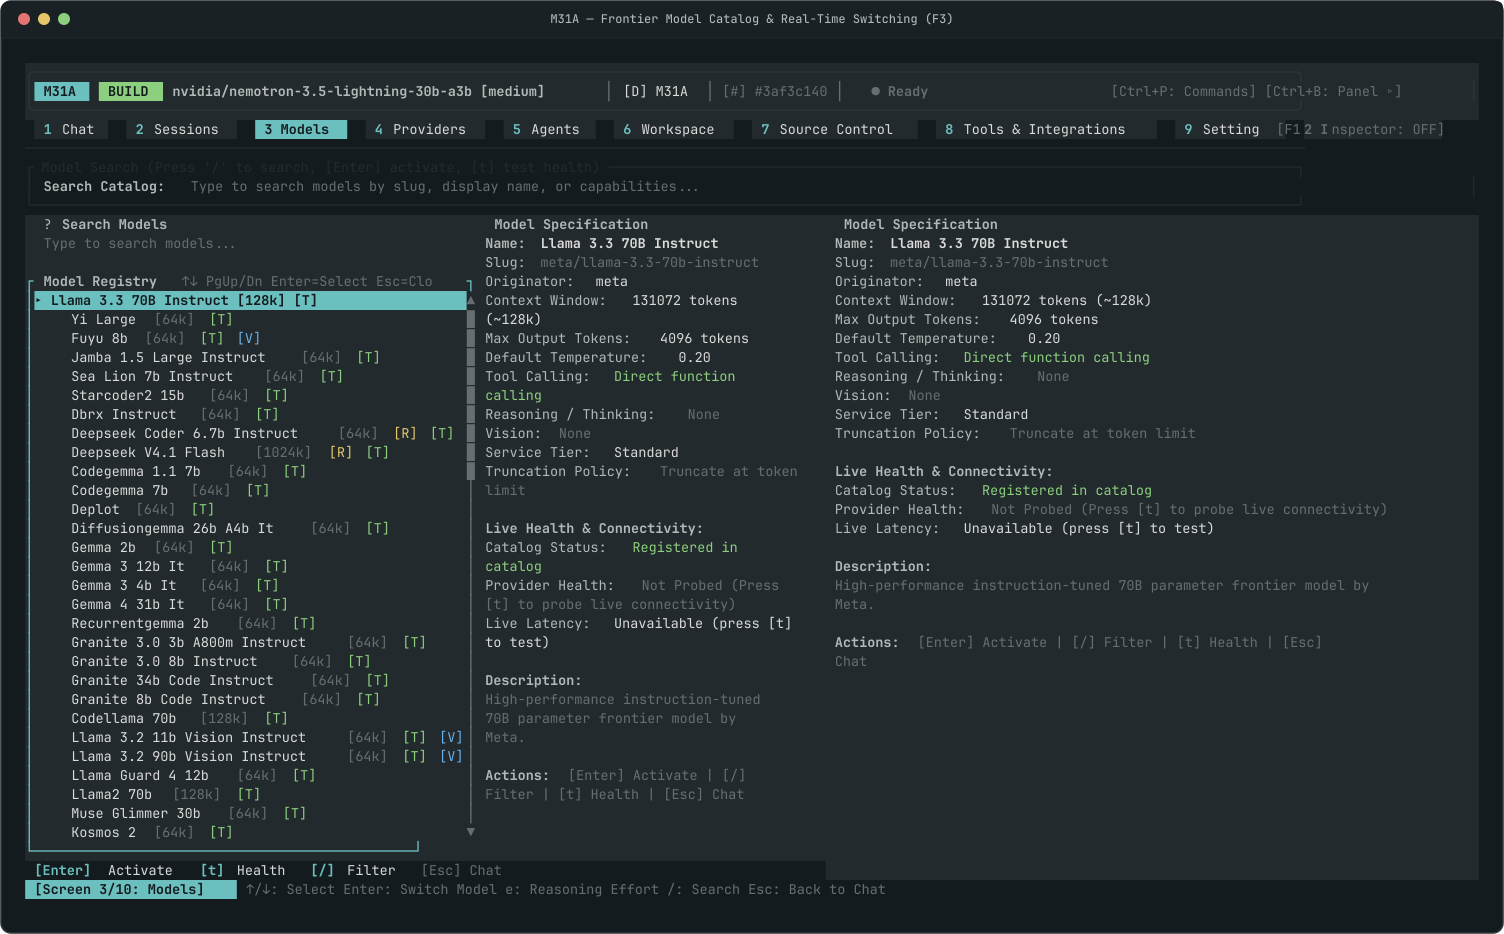 M31A — Frontier Model Catalog & Real-Time Switching (F3)
M31A BUILD nvidia/nemotron-3.5-lightning-30b-a3b [medium] │ [D] M31A │ [#] #3af3c140 │ ● Ready [Ctrl+P: Commands] [Ctrl+B: Panel ▹]
1 Chat 2 Sessions 3 Models 4 Providers 5 Agents 6 Workspace 7 Source Control 8 Tools & Integrations 9 Setting [F12 Inspector: OFF]
Model Search (Press '/' to search, [Enter] activate, [t] test health)
Search Catalog: Type to search models by slug, display name, or capabilities...
? Search Models
Type to search models...
Model Registry ↑↓ PgUp/Dn Enter=Select Esc=Clo
▸ Llama 3.3 70B Instruct [128k] [T]
Yi Large [64k] [T]
Fuyu 8b [64k] [T] [V]
Jamba 1.5 Large Instruct [64k] [T]
Sea Lion 7b Instruct [64k] [T]
Starcoder2 15b [64k] [T]
Dbrx Instruct [64k] [T]
Deepseek Coder 6.7b Instruct [64k] [R] [T]
Deepseek V4.1 Flash [1024k] [R] [T]
Codegemma 1.1 7b [64k] [T]
Codegemma 7b [64k] [T]
Deplot [64k] [T]
Diffusiongemma 26b A4b It [64k] [T]
Gemma 2b [64k] [T]
Gemma 3 12b It [64k] [T]
Gemma 3 4b It [64k] [T]
Gemma 4 31b It [64k] [T]
Recurrentgemma 2b [64k] [T]
Granite 3.0 3b A800m Instruct [64k] [T]
Granite 3.0 8b Instruct [64k] [T]
Granite 34b Code Instruct [64k] [T]
Granite 8b Code Instruct [64k] [T]
Codellama 70b [128k] [T]
Llama 3.2 11b Vision Instruct [64k] [T] [V]
Llama 3.2 90b Vision Instruct [64k] [T] [V]
Llama Guard 4 12b [64k] [T]
Llama2 70b [128k] [T]
Muse Glimmer 30b [64k] [T]
Kosmos 2 [64k] [T]
Model Specification
Name: Llama 3.3 70B Instruct
Slug: meta/llama-3.3-70b-instruct
Originator: meta
Context Window: 131072 tokens
(~128k)
Max Output Tokens: 4096 tokens
Default Temperature: 0.20
Tool Calling: Direct function
calling
Reasoning / Thinking: None
Vision: None
Service Tier: Standard
Truncation Policy: Truncate at token
limit
Live Health & Connectivity:
Catalog Status: Registered in
catalog
Provider Health: Not Probed (Press
[t] to probe live connectivity)
Live Latency: Unavailable (press [t]
to test)
Description:
High-performance instruction-tuned
70B parameter frontier model by
Meta.
Actions: [Enter] Activate | [/]
Filter | [t] Health | [Esc] Chat
Model Specification
Name: Llama 3.3 70B Instruct
Slug: meta/llama-3.3-70b-instruct
Originator: meta
Context Window: 131072 tokens (~128k)
Max Output Tokens: 4096 tokens
Default Temperature: 0.20
Tool Calling: Direct function calling
Reasoning / Thinking: None
Vision: None
Service Tier: Standard
Truncation Policy: Truncate at token limit
Live Health & Connectivity:
Catalog Status: Registered in catalog
Provider Health: Not Probed (Press [t] to probe live connectivity)
Live Latency: Unavailable (press [t] to test)
Description:
High-performance instruction-tuned 70B parameter frontier model by
Meta.
Actions: [Enter] Activate | [/] Filter | [t] Health | [Esc]
Chat
[Enter] Activate [t] Health [/] Filter [Esc] Chat
[Screen 3/10: Models] ↑/↓: Select Enter: Switch Model e: Reasoning Effort /: Search Esc: Back to Chat